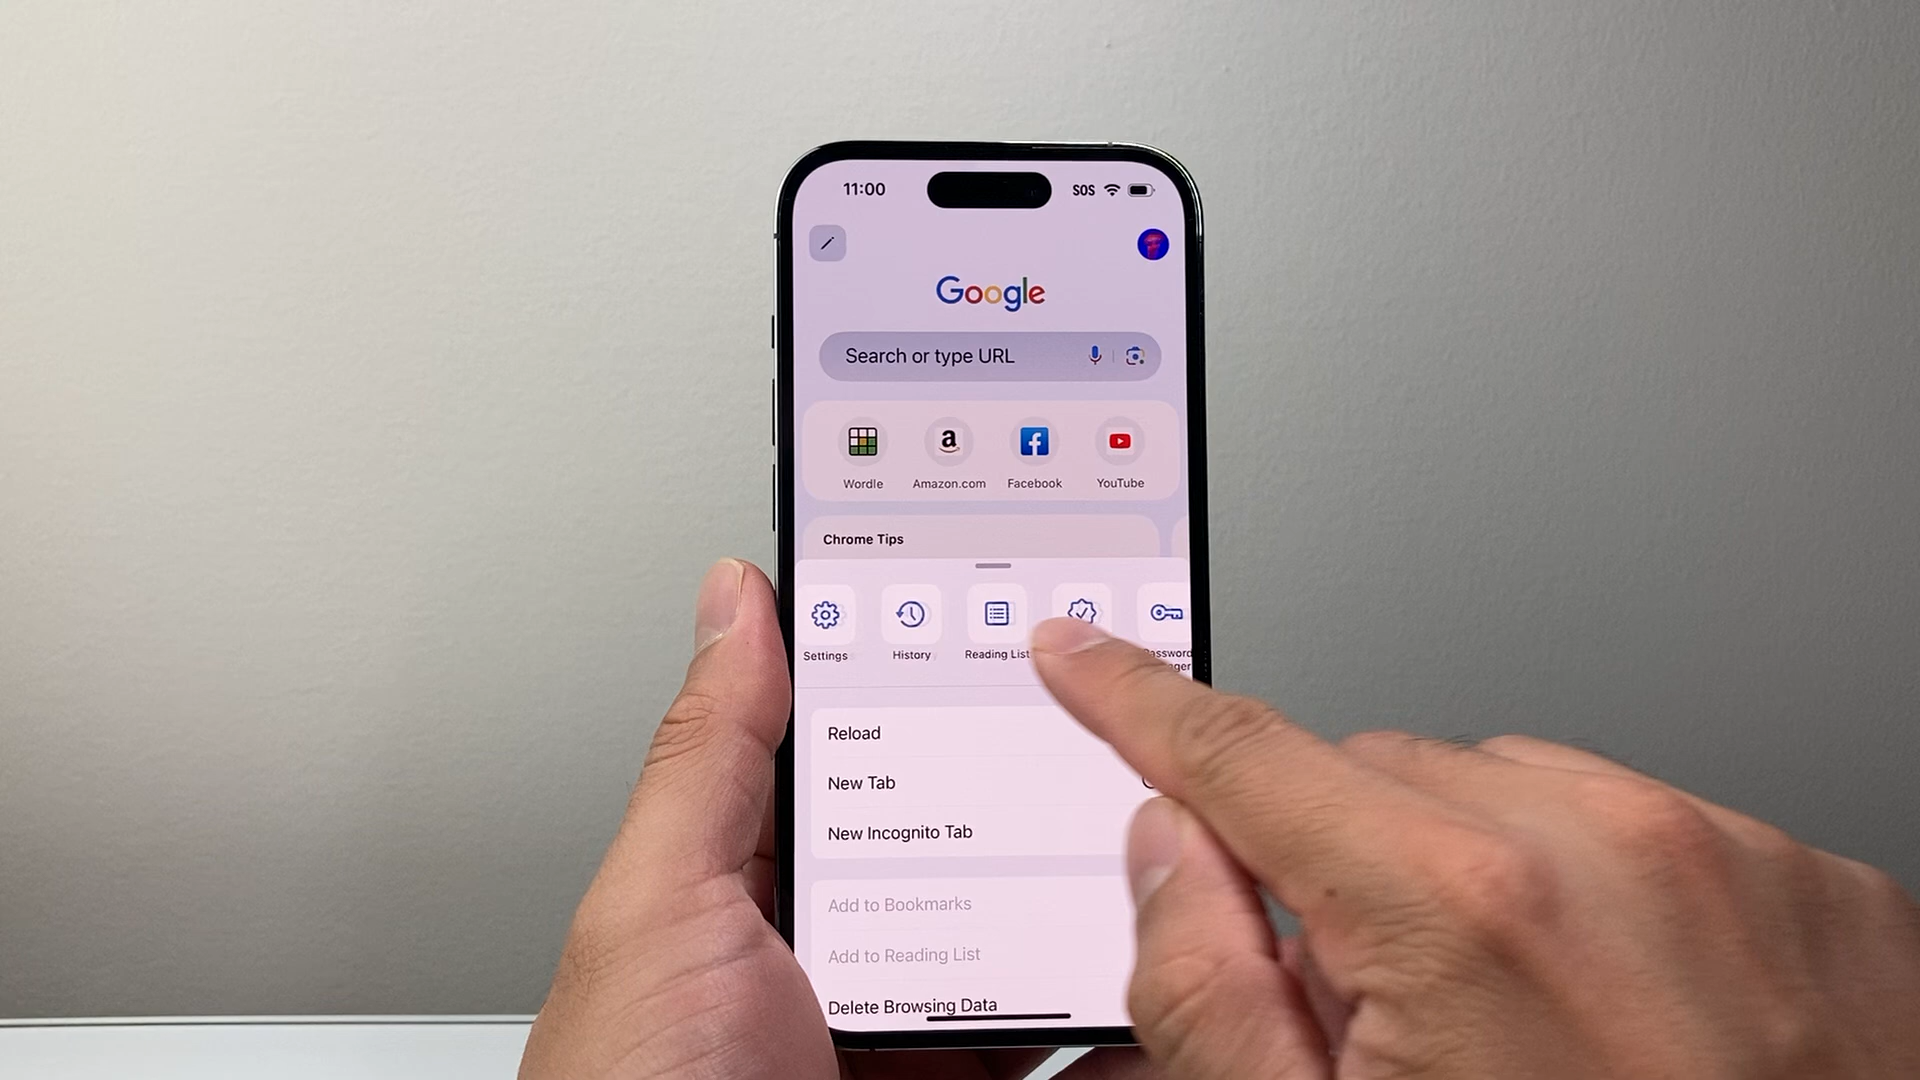 11:00 SOS
Google
Search or type URL
Wordle Amazon.com Facebook YouTube
Chrome Tips
Settings History Reading List
Reload
New Tab
New Incognito Tab
Add to Bookmarks
Add to Reading List
Delete Browsing Data